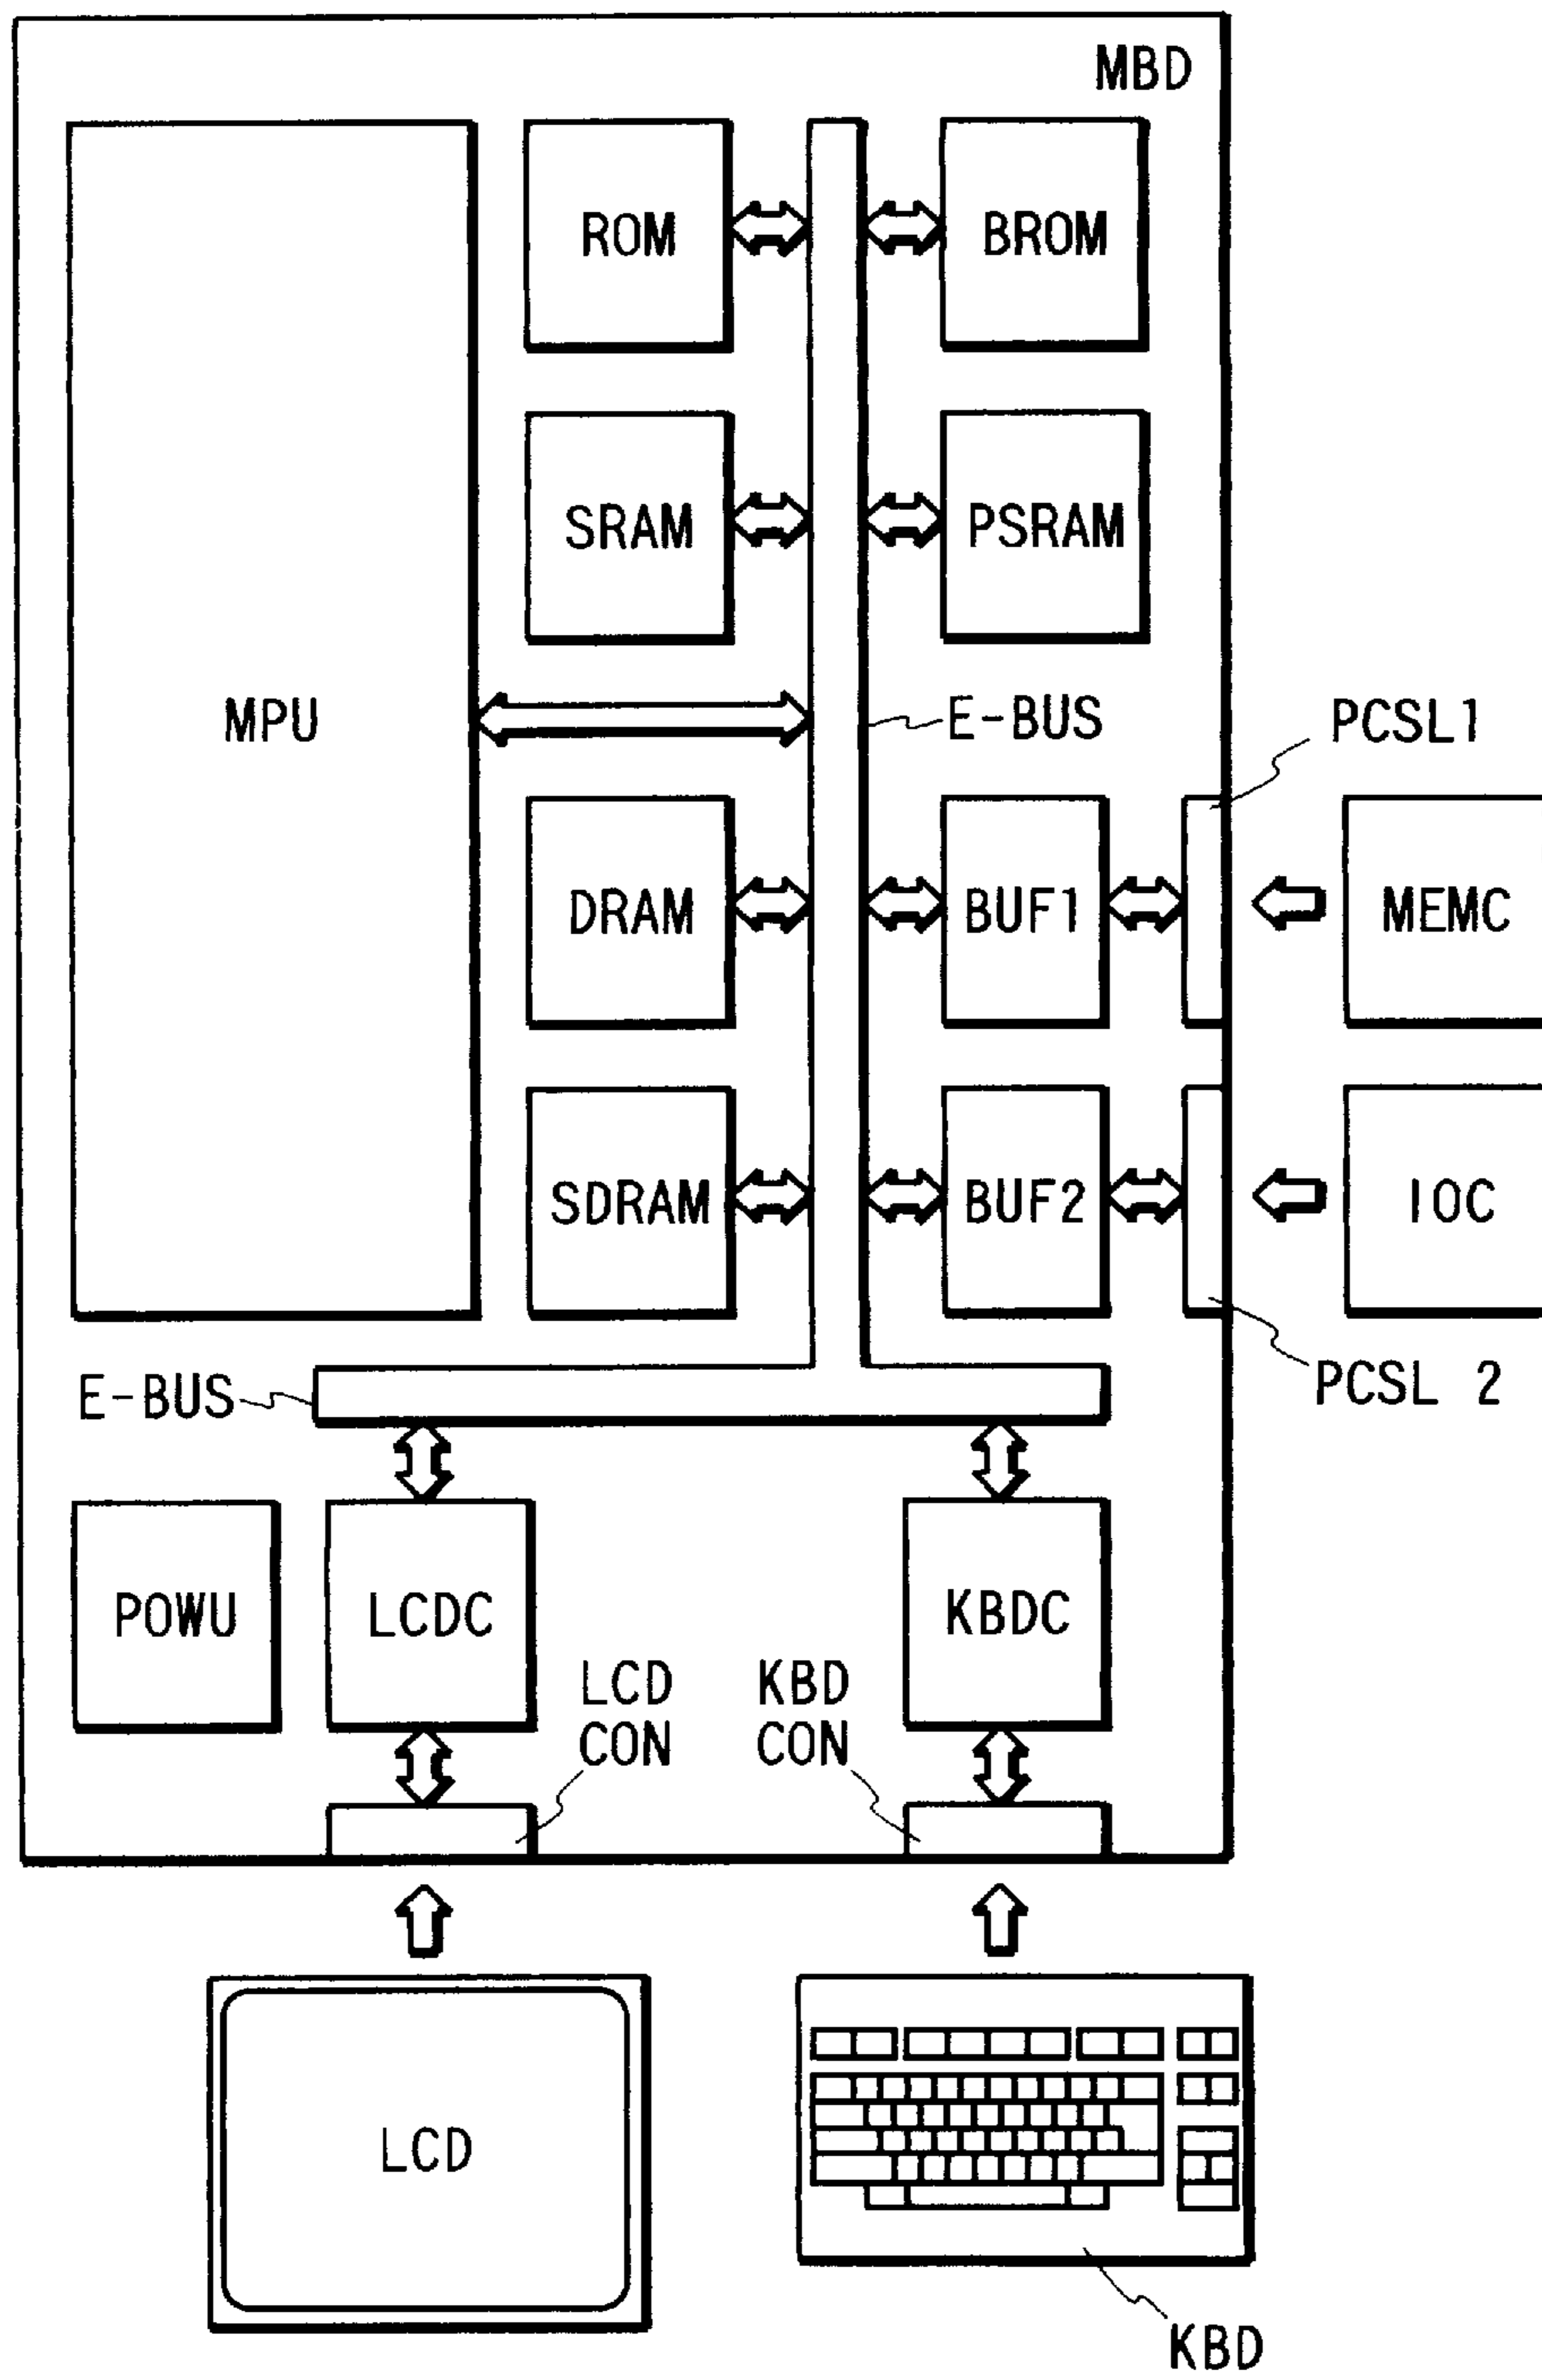 MBD
ROM
BROM
SRAM
PSRAM
MPU
E-BUS
PCSL1
DRAM
BUF1
MEMC
SDRAM
BUF2
IOC
E-BUS
PCSL 2
POWU
LCDC
KBDC
LCD
CON
KBD
CON
LCD
KBD